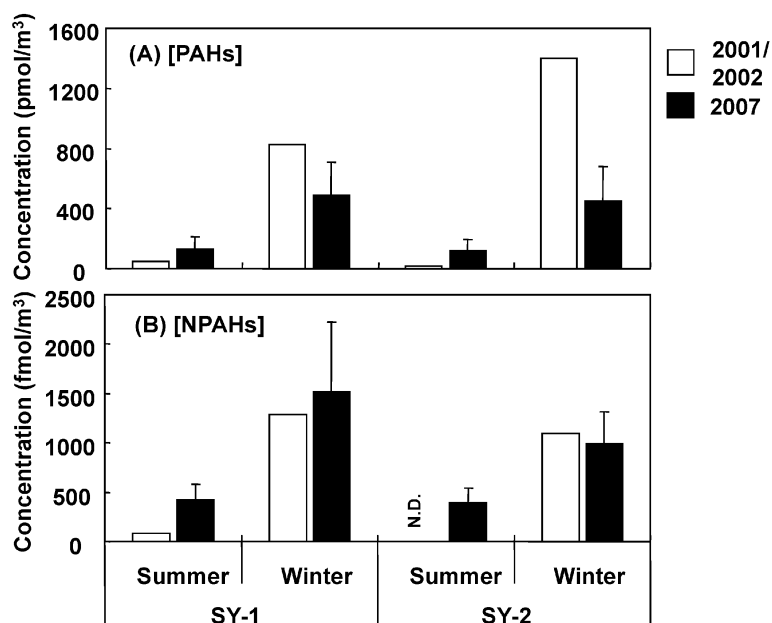 1600
1200
800
400
0
Concentration (pmol/m³)
(A) [PAHs]
2001/
2002
2007
2500
2000
1500
1000
500
0
Concentration (fmol/m³)
(B) [NPAHs]
N.D.
Summer Winter Summer Winter
SY-1 SY-2